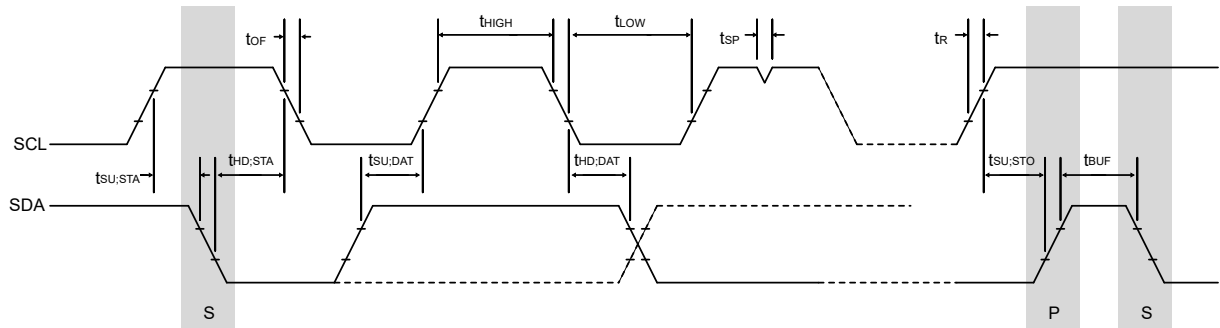 tOF
tHIGH
tLOW
tSP
tR
SCL
tSU;STA
tHD;STA
tSU;DAT
tHD;DAT
tSU;STO
tBUF
SDA
S
P
S